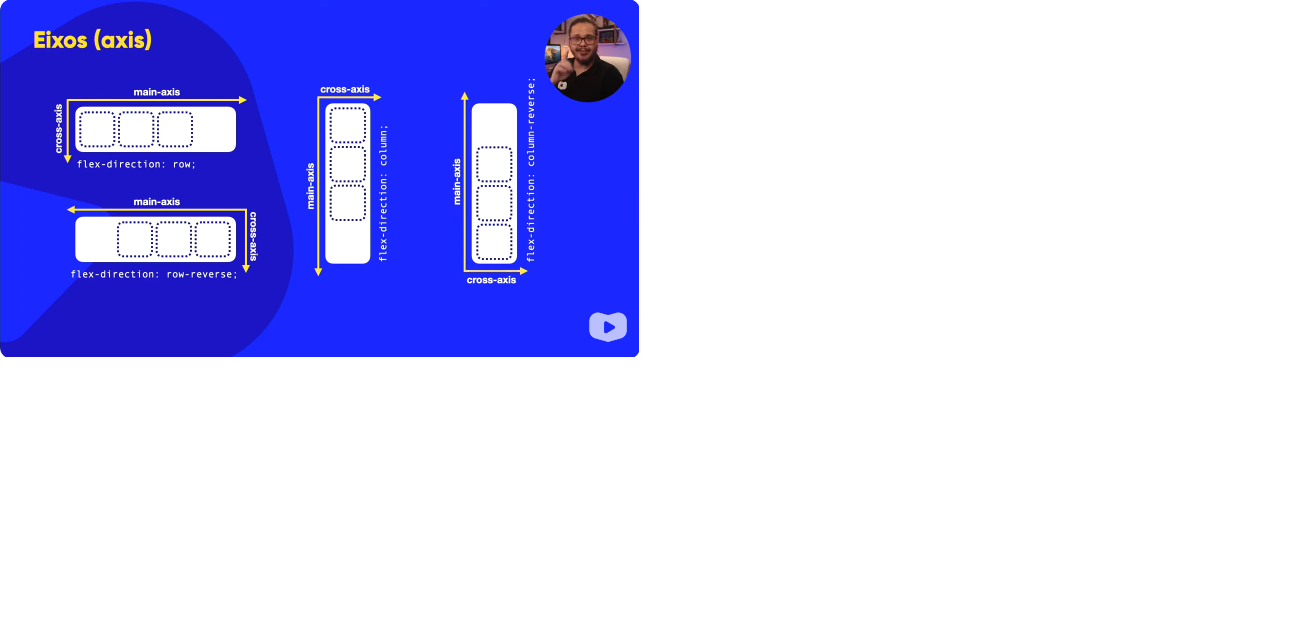 Eixos (axis)
main-axis
cross-axis
flex-direction: row;
main-axis
cross-axis
flex-direction: row-reverse;
cross-axis
main-axis
flex-direction: column;
main-axis
flex-direction: column-reverse;
cross-axis